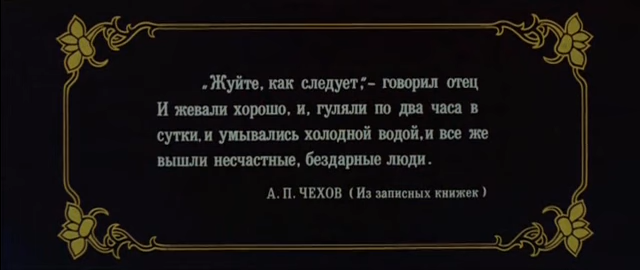 „Жуйте, как следует,“– говорил отец
И жевали хорошо, и, гуляли по два часа в
сутки, и умывались холодной водой, и все же
вышли несчастные, бездарные люди.
А. П. ЧЕХОВ (Из записных книжек)